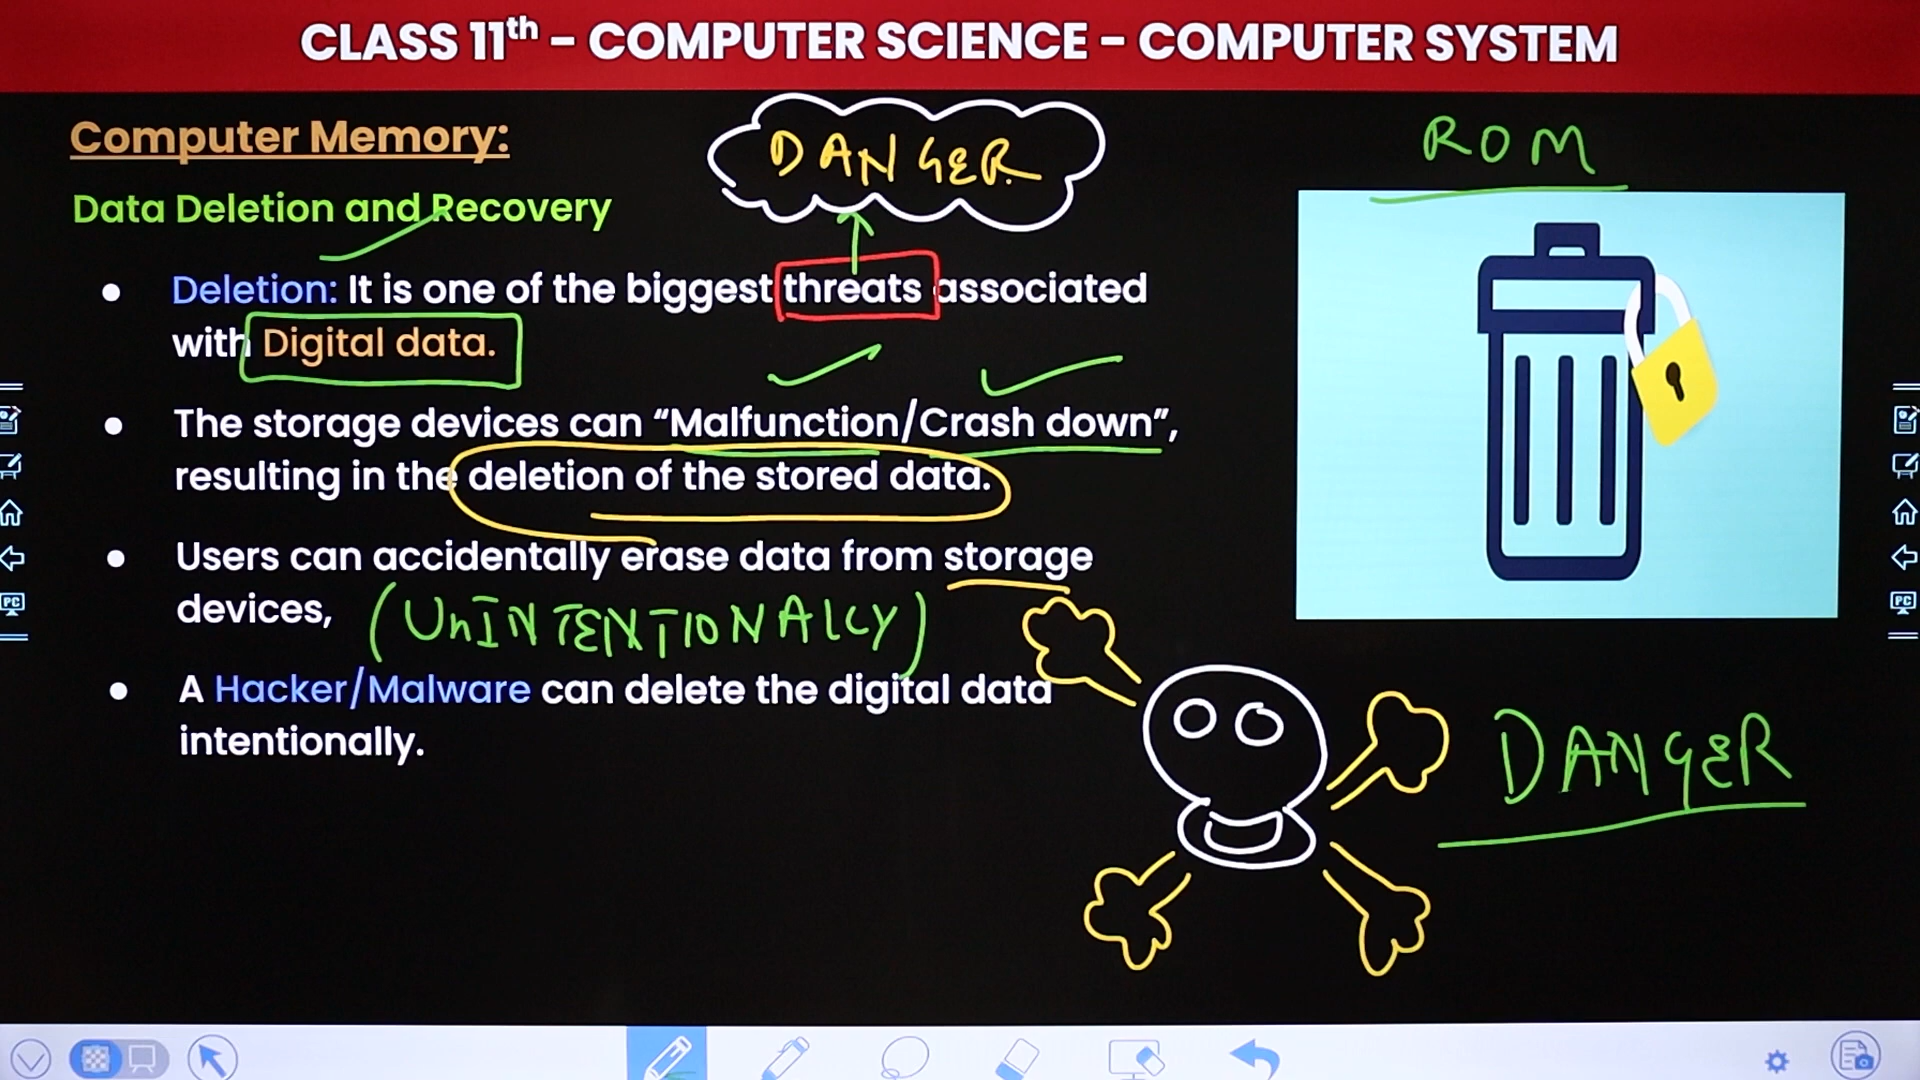 CLASS 11th - COMPUTER SCIENCE - COMPUTER SYSTEM
Computer Memory:
DANGER
ROM
Data Deletion and Recovery
Deletion: It is one of the biggest threats associated
with Digital data.
The storage devices can “Malfunction/Crash down”,
resulting in the deletion of the stored data.
Users can accidentally erase data from storage
devices, (UnINTENTIONALLY)
A Hacker/Malware can delete the digital data
intentionally.
DANGER
PC
PC